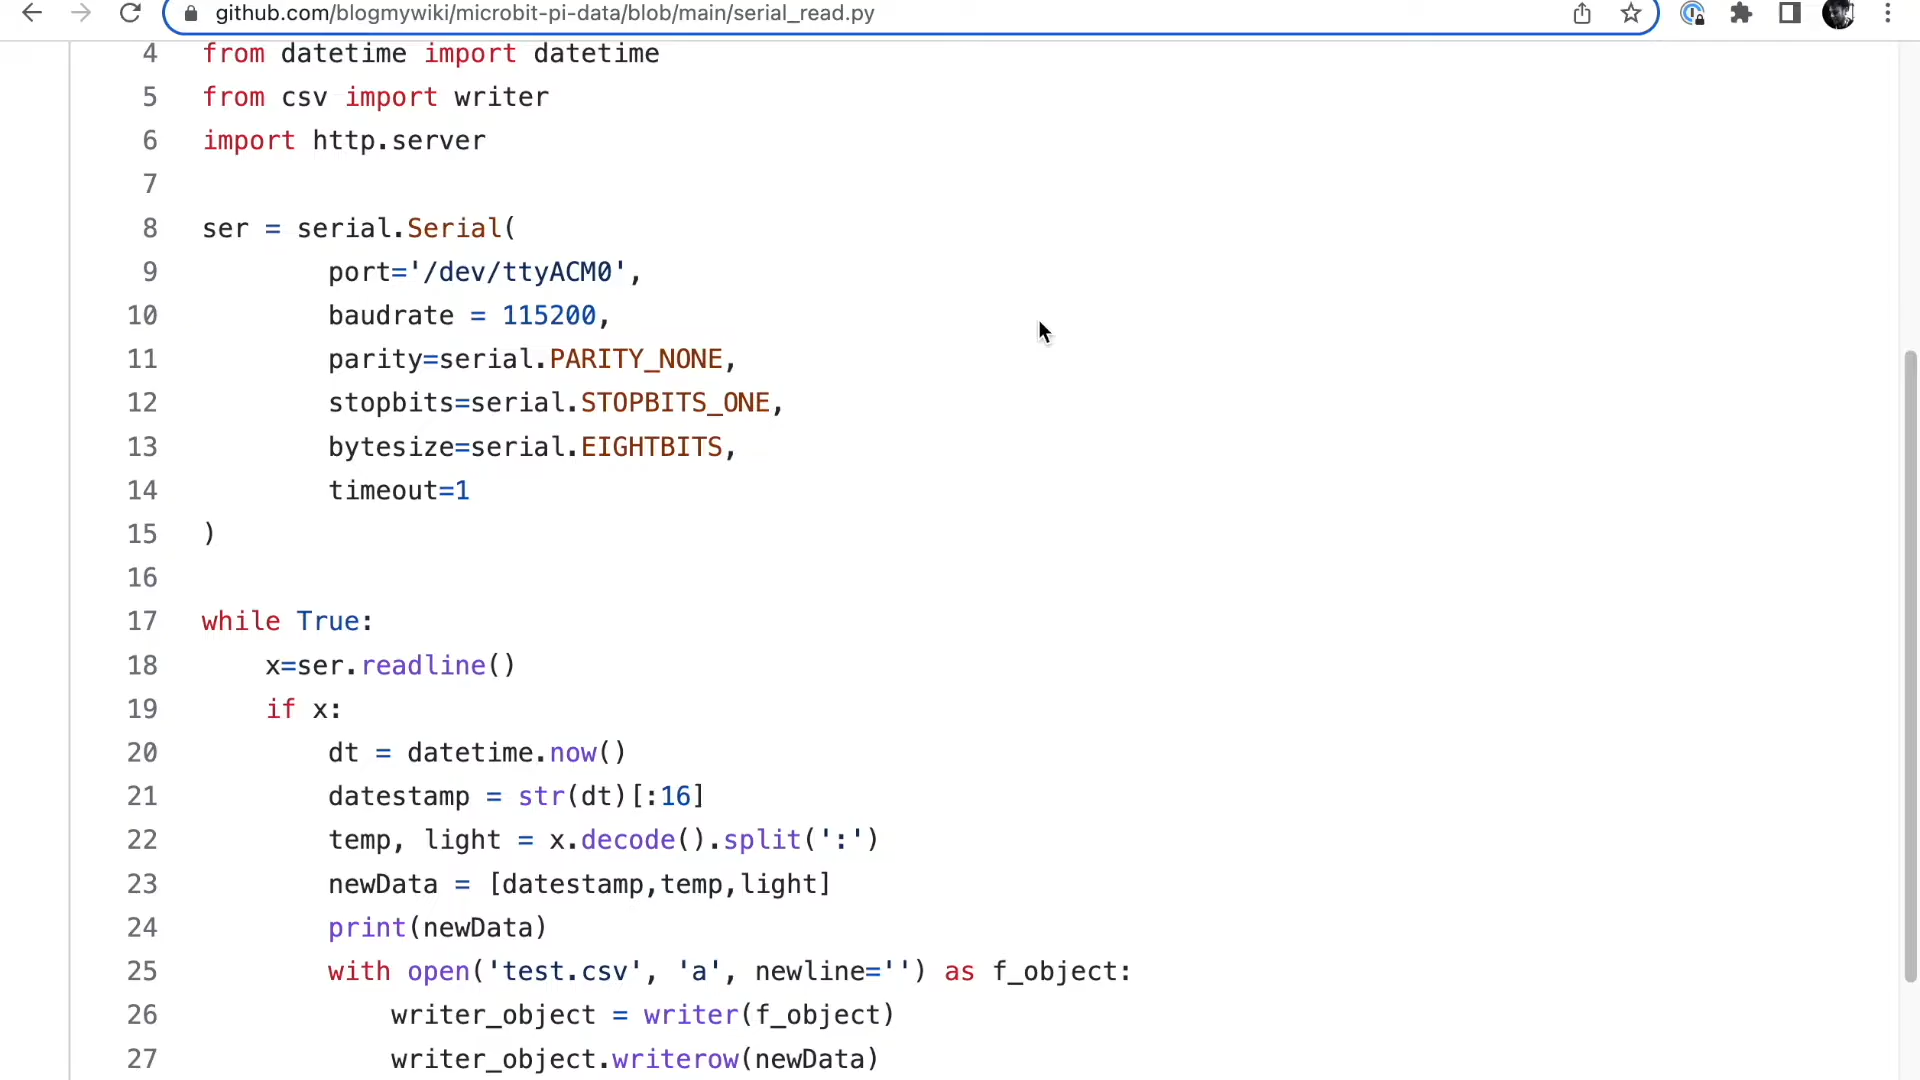 github.com/blogmywiki/microbit-pi-data/blob/main/serial_read.py
4 from datetime import datetime
5 from csv import writer
6 import http.server
7
8 ser = serial.Serial(
9 port='/dev/ttyACM0',
10 baudrate = 115200,
11 parity=serial.PARITY_NONE,
12 stopbits=serial.STOPBITS_ONE,
13 bytesize=serial.EIGHTBITS,
14 timeout=1
15 )
16
17 while True:
18 x=ser.readline()
19 if x:
20 dt = datetime.now()
21 datestamp = str(dt)[:16]
22 temp, light = x.decode().split(':')
23 newData = [datestamp,temp,light]
24 print(newData)
25 with open('test.csv', 'a', newline='') as f_object:
26 writer_object = writer(f_object)
27 writer_object.writerow(newData)